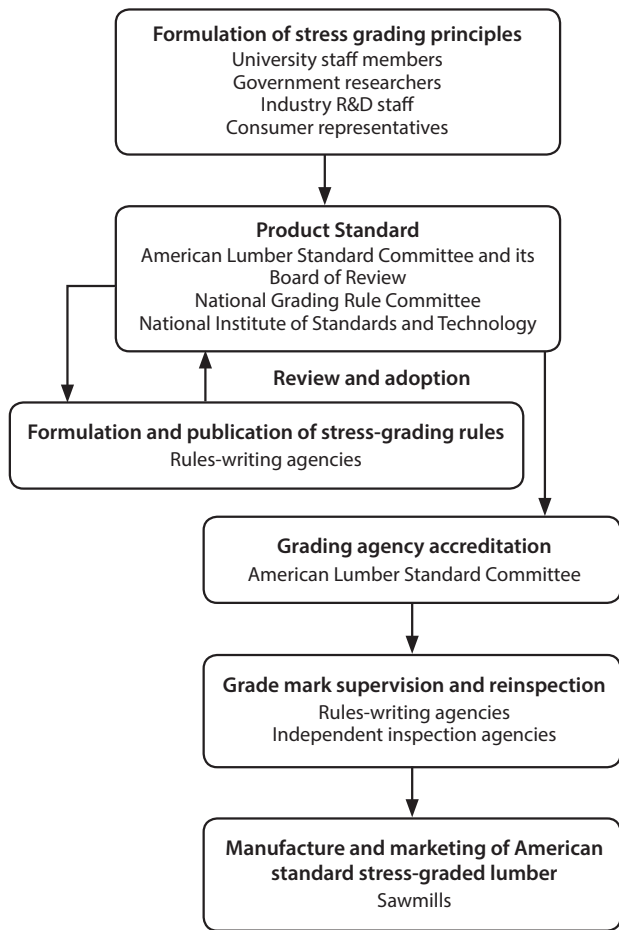 Formulation of stress grading principles
University staff members
Government researchers
Industry R&D staff
Consumer representatives
Product Standard
American Lumber Standard Committee and its
Board of Review
National Grading Rule Committee
National Institute of Standards and Technology
Review and adoption
Formulation and publication of stress-grading rules
Rules-writing agencies
Grading agency accreditation
American Lumber Standard Committee
Grade mark supervision and reinspection
Rules-writing agencies
Independent inspection agencies
Manufacture and marketing of American
standard stress-graded lumber
Sawmills